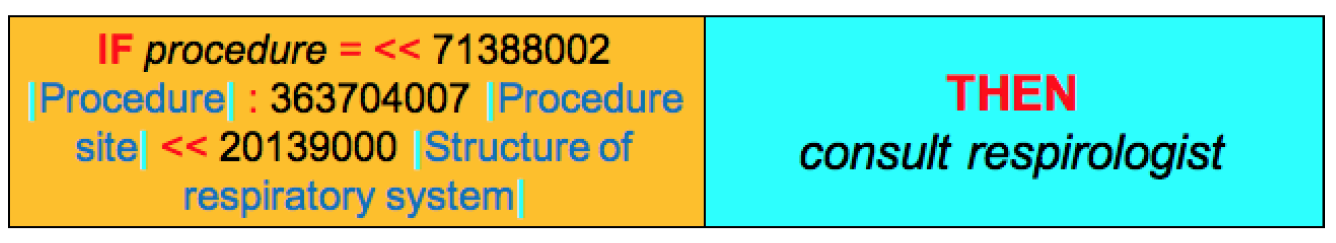 IF procedure = << 71388002
|Procedure| : 363704007 |Procedure
site| << 20139000 |Structure of
respiratory system|
THEN
consult respirologist